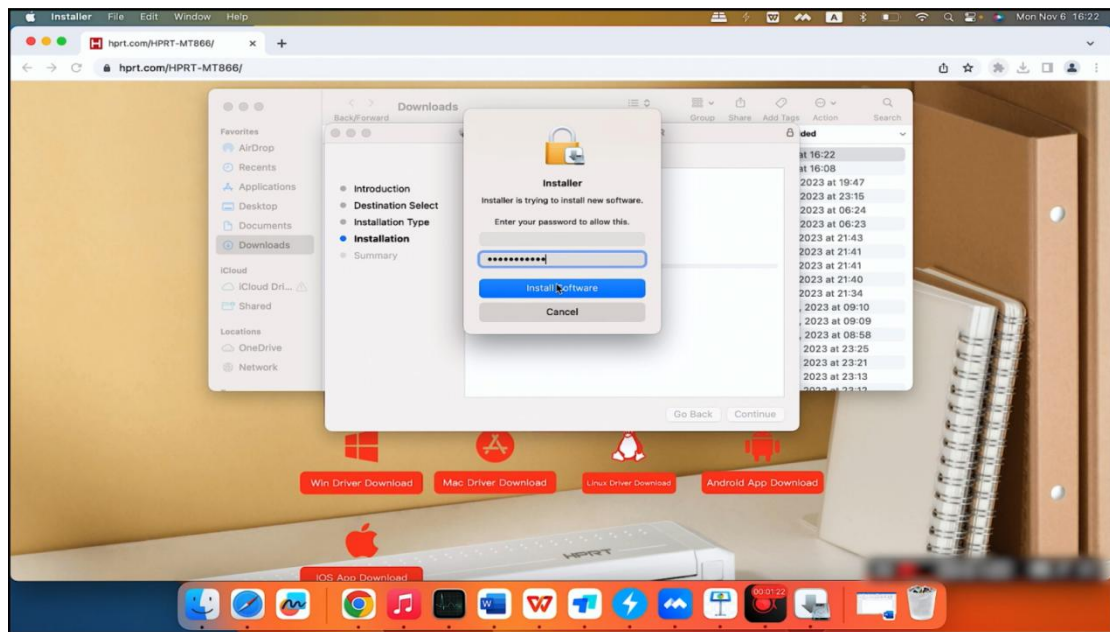 Installer File Edit Window Help
A
Mon Nov 6 16:22
hprt.com/HPRT-MT866/
hprt.com/HPRT-MT866/
Downloads
Back/Forward
Group Share Add Tags Action Search
Favorites
AirDrop
Recents
Applications
Desktop
Documents
Downloads
iCloud
iCloud Dri...
Shared
Locations
OneDrive
Network
Introduction
Destination Select
Installation Type
Installation
Summary
Installer
Installer is trying to install new software.
Enter your password to allow this.
•••••••••••
Install Software
Cancel
Go Back Continue
ded
at 16:22
at 16:08
2023 at 19:47
2023 at 23:15
2023 at 06:24
2023 at 06:23
2023 at 21:43
2023 at 21:41
2023 at 21:41
2023 at 21:40
2023 at 21:34
, 2023 at 09:10
, 2023 at 09:09
, 2023 at 08:58
2023 at 23:25
2023 at 23:21
2023 at 23:13
Win Driver Download
Mac Driver Download
Linux Driver Download
Android App Download
IOS App Download
HPRT
00:01:22